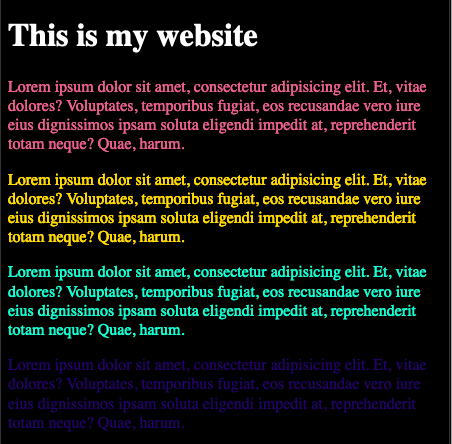 This is my website
Lorem ipsum dolor sit amet, consectetur adipisicing elit. Et, vitae
dolores? Voluptates, temporibus fugiat, eos recusandae vero iure
eius dignissimos ipsam soluta eligendi impedit at, reprehenderit
totam neque? Quae, harum.
Lorem ipsum dolor sit amet, consectetur adipisicing elit. Et, vitae
dolores? Voluptates, temporibus fugiat, eos recusandae vero iure
eius dignissimos ipsam soluta eligendi impedit at, reprehenderit
totam neque? Quae, harum.
Lorem ipsum dolor sit amet, consectetur adipisicing elit. Et, vitae
dolores? Voluptates, temporibus fugiat, eos recusandae vero iure
eius dignissimos ipsam soluta eligendi impedit at, reprehenderit
totam neque? Quae, harum.
Lorem ipsum dolor sit amet, consectetur adipisicing elit. Et, vitae
dolores? Voluptates, temporibus fugiat, eos recusandae vero iure
eius dignissimos ipsam soluta eligendi impedit at, reprehenderit
totam neque? Quae, harum.